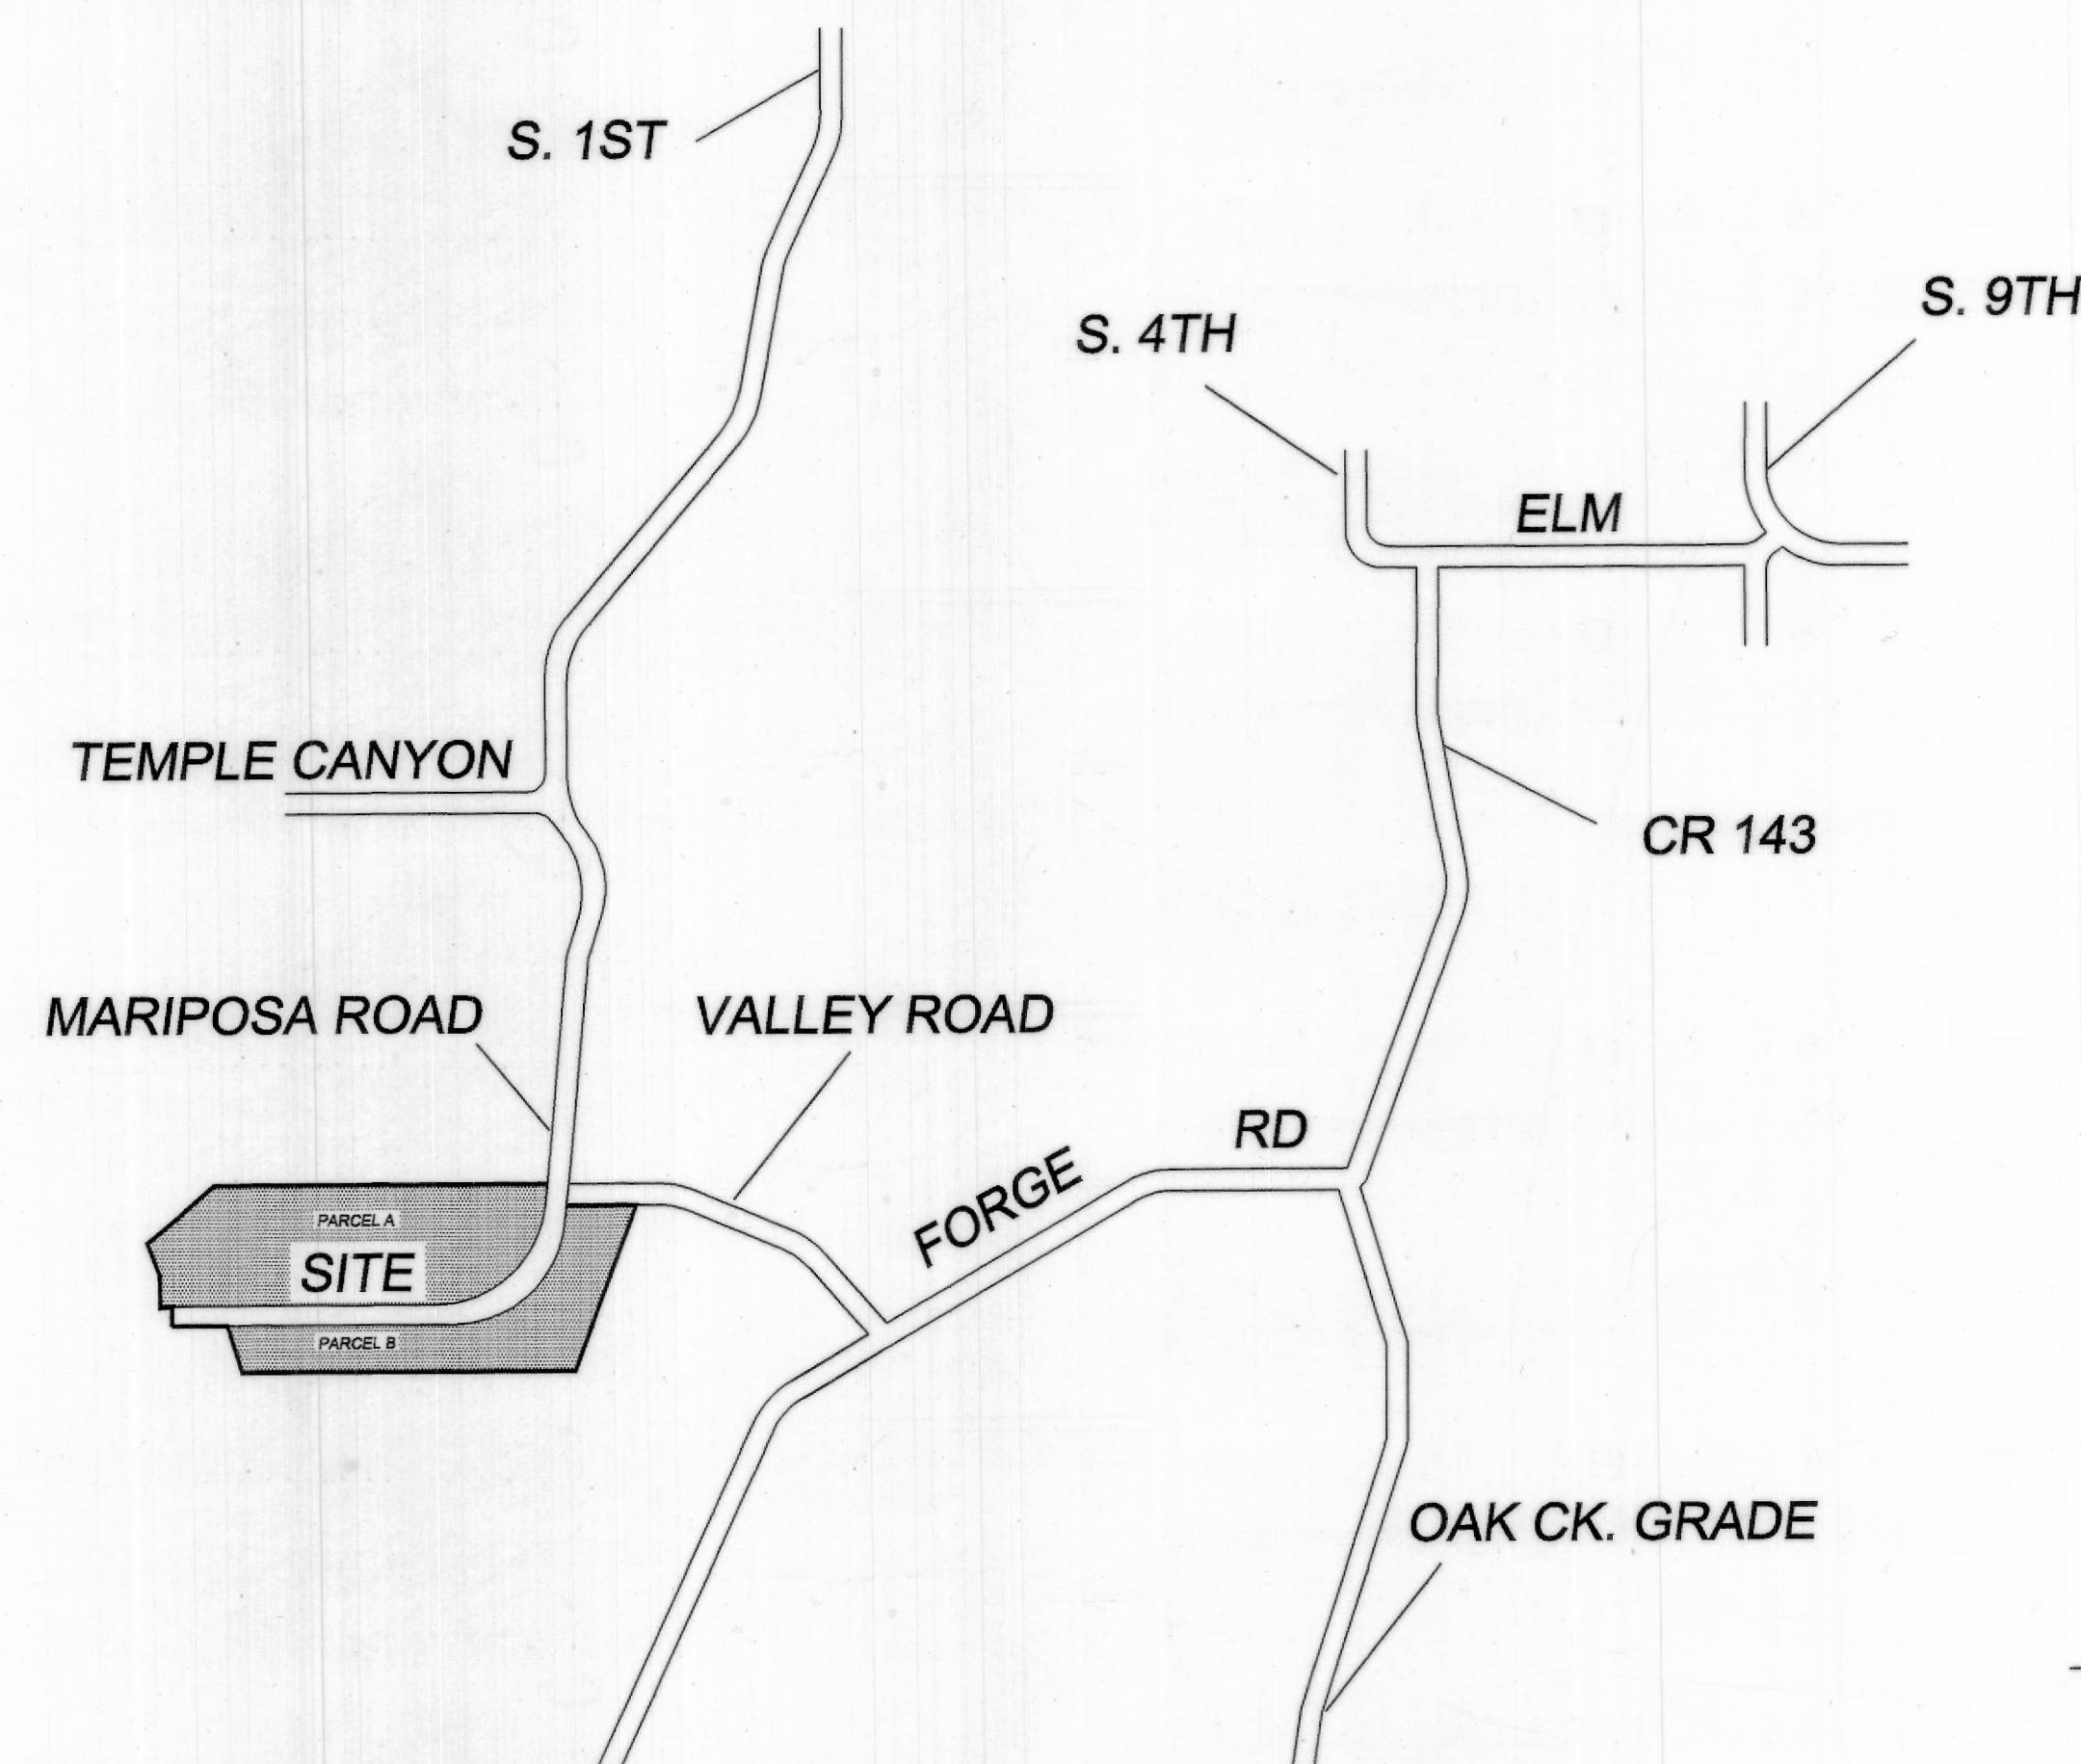 S. 1ST
S. 9TH
S. 4TH
ELM
TEMPLE CANYON
CR 143
MARIPOSA ROAD
VALLEY ROAD
FORGE RD
PARCEL A
SITE
PARCEL B
OAK CK. GRADE